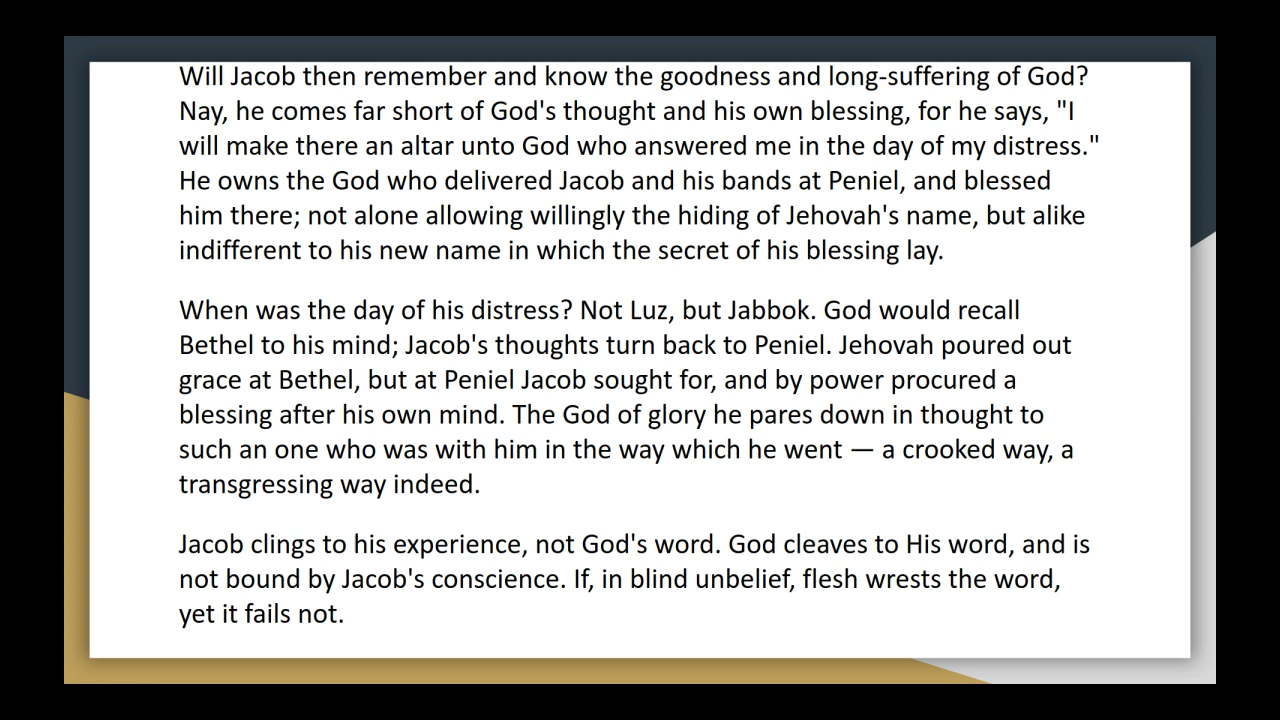 Will Jacob then remember and know the goodness and long-suffering of God?
Nay, he comes far short of God's thought and his own blessing, for he says, "I
will make there an altar unto God who answered me in the day of my distress."
He owns the God who delivered Jacob and his bands at Peniel, and blessed
him there; not alone allowing willingly the hiding of Jehovah's name, but alike
indifferent to his new name in which the secret of his blessing lay.
When was the day of his distress? Not Luz, but Jabbok. God would recall
Bethel to his mind; Jacob's thoughts turn back to Peniel. Jehovah poured out
grace at Bethel, but at Peniel Jacob sought for, and by power procured a
blessing after his own mind. The God of glory he pares down in thought to
such an one who was with him in the way which he went — a crooked way, a
transgressing way indeed.
Jacob clings to his experience, not God's word. God cleaves to His word, and is
not bound by Jacob's conscience. If, in blind unbelief, flesh wrests the word,
yet it fails not.